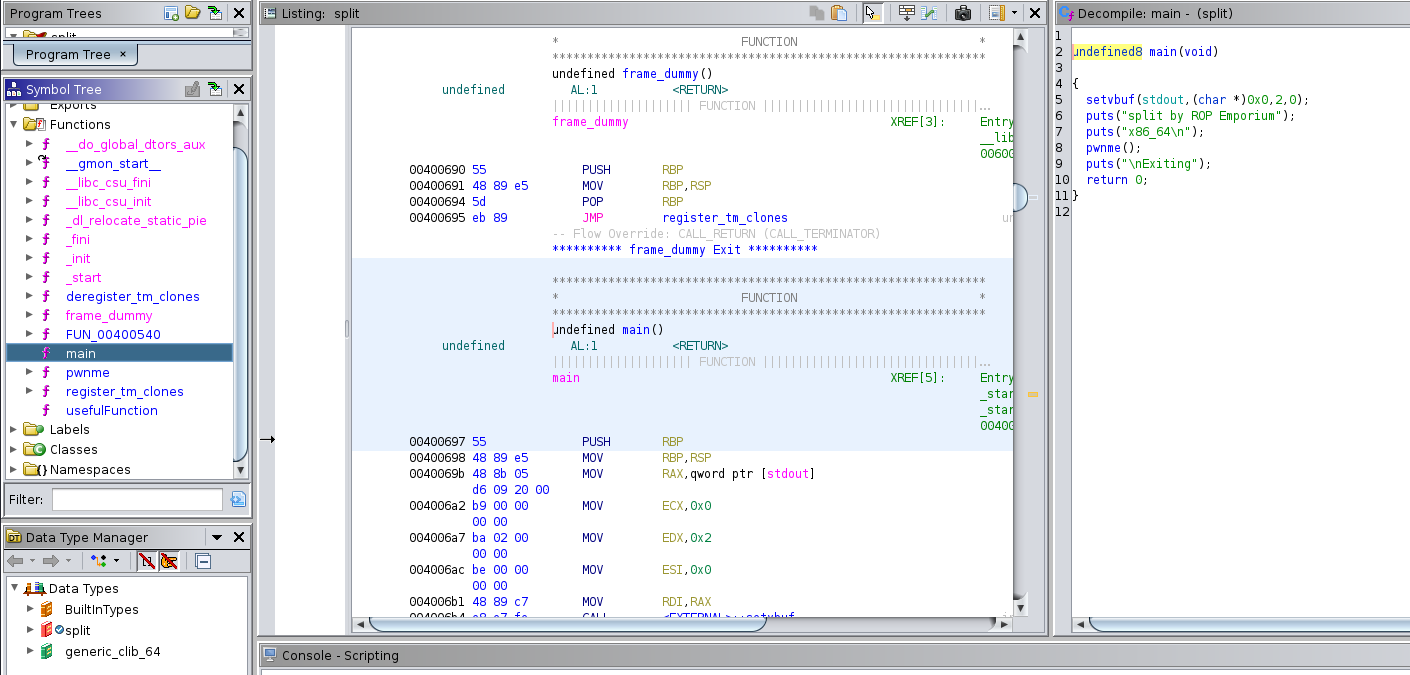 Program Trees
Program Tree ×
Symbol Tree
Exports
Functions
__do_global_dtors_aux
__gmon_start__
__libc_csu_fini
__libc_csu_init
_dl_relocate_static_pie
_fini
_init
_start
deregister_tm_clones
frame_dummy
FUN_00400540
main
pwnme
register_tm_clones
usefulFunction
Labels
Classes
Namespaces
Filter:
Data Type Manager
Data Types
BuiltInTypes
split
generic_clib_64
Listing: split
* FUNCTION *
**************************************************************
undefined frame_dummy()
undefined AL:1 <RETURN>
|||||||||||||||||||| FUNCTION |||||||||||||||||||||||||||||||...
frame_dummy XREF[3]: Entry
__lib
00600
00400690 55 PUSH RBP
00400691 48 89 e5 MOV RBP,RSP
00400694 5d POP RBP
00400695 eb 89 JMP register_tm_clones
-- Flow Override: CALL_RETURN (CALL_TERMINATOR)
********** frame_dummy Exit **********
**************************************************************
* FUNCTION *
**************************************************************
undefined main()
undefined AL:1 <RETURN>
|||||||||||||||||||| FUNCTION |||||||||||||||||||||||||||||||...
main XREF[5]: Entry
_star
_star
00400
00400697 55 PUSH RBP
00400698 48 89 e5 MOV RBP,RSP
0040069b 48 8b 05 MOV RAX,qword ptr [stdout]
d6 09 20 00
004006a2 b9 00 00 MOV ECX,0x0
00 00
004006a7 ba 02 00 MOV EDX,0x2
00 00
004006ac be 00 00 MOV ESI,0x0
00 00
004006b1 48 89 c7 MOV RDI,RAX
Console - Scripting
Decompile: main - (split)
1
2 undefined8 main(void)
3
4 {
5 setvbuf(stdout,(char *)0x0,2,0);
6 puts("split by ROP Emporium");
7 puts("x86_64\n");
8 pwnme();
9 puts("\nExiting");
10 return 0;
11 }
12